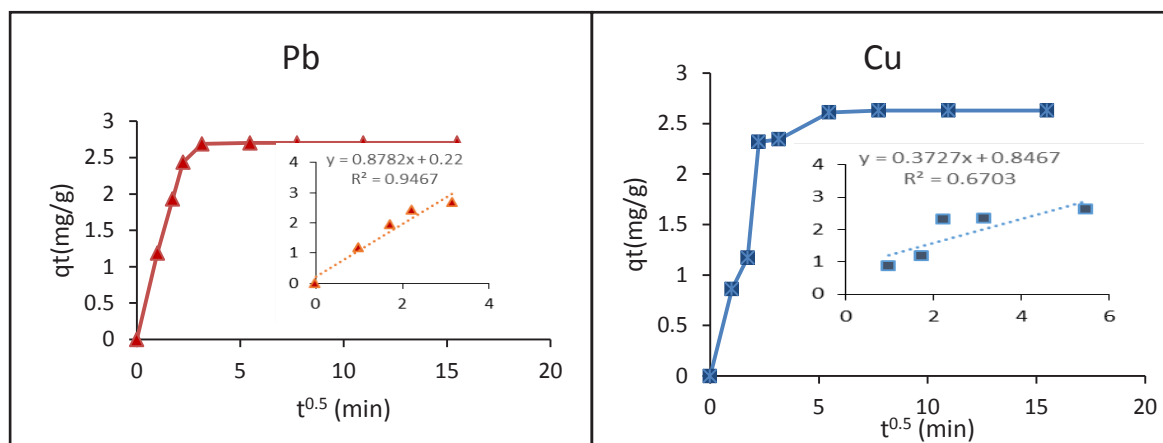 Pb
qt(mg/g)
3
2.5
2
1.5
1
0.5
0
0 5 10 15 20
t^0.5 (min)
y = 0.8782x + 0.22
R² = 0.9467
4
3
2
1
0
0 2 4
Cu
qt(mg/g)
3
2.5
2
1.5
1
0.5
0
0 5 10 15 20
t^0.5 (min)
y = 0.3727x + 0.8467
R² = 0.6703
4
3
2
1
0
0 2 4 6